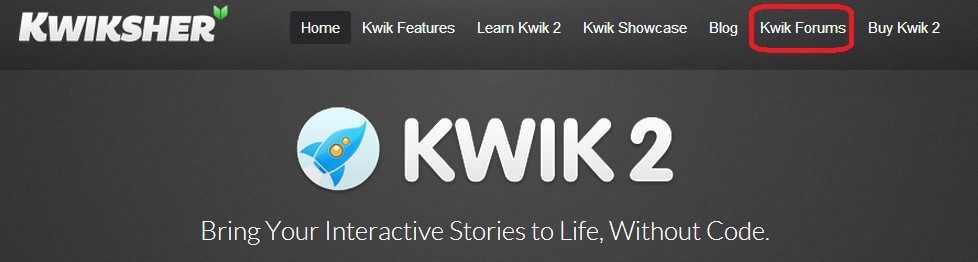 KWIKSHER
Home Kwik Features Learn Kwik 2 Kwik Showcase Blog Kwik Forums Buy Kwik 2
KWIK 2
Bring Your Interactive Stories to Life, Without Code.